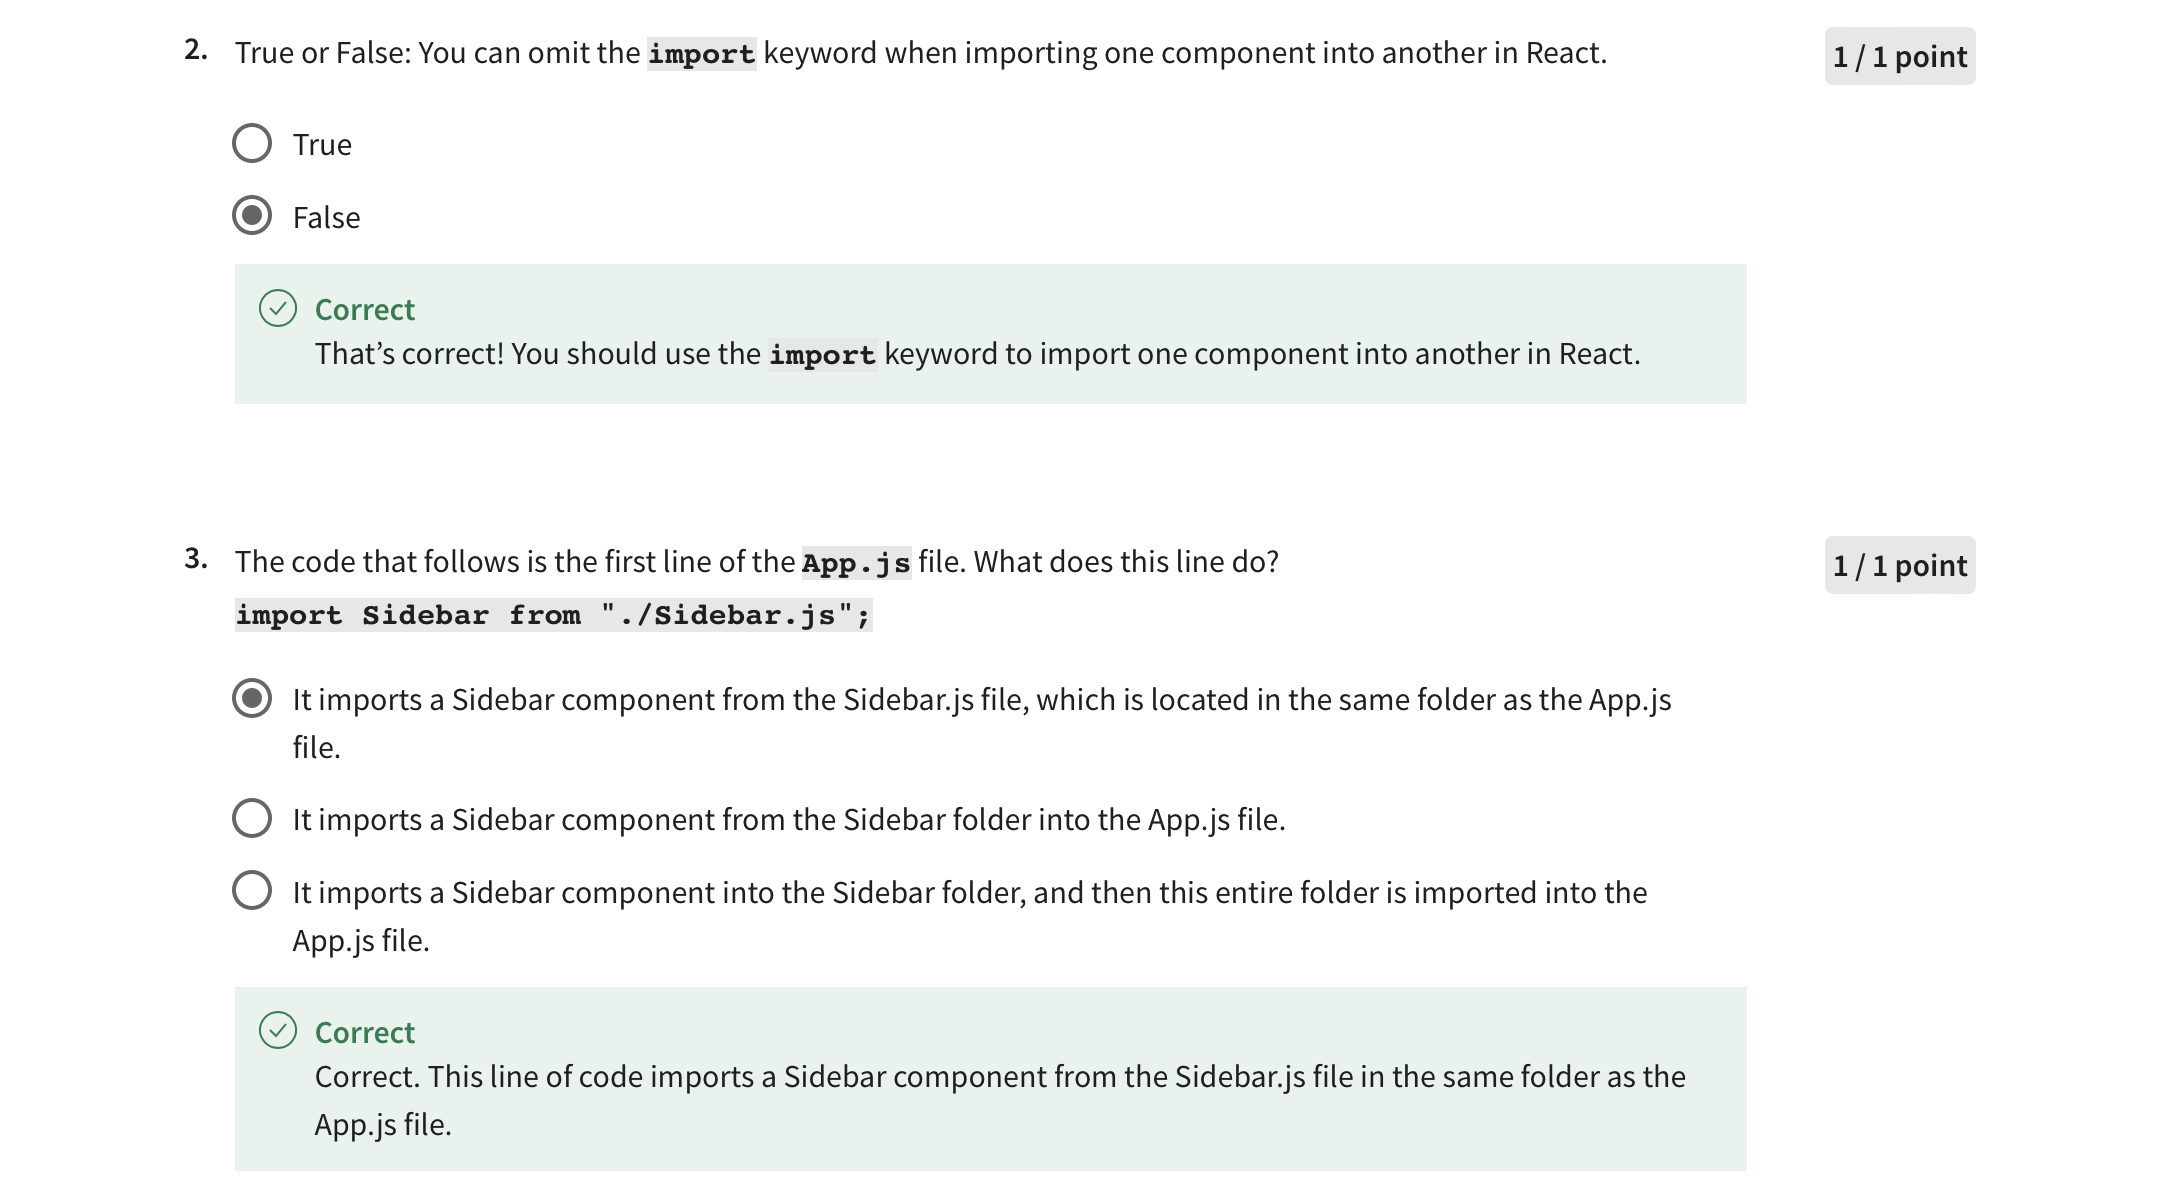 2. True or False: You can omit the import keyword when importing one component into another in React. 1 / 1 point
True
False
Correct
That’s correct! You should use the import keyword to import one component into another in React.
3. The code that follows is the first line of the App.js file. What does this line do? 1 / 1 point
import Sidebar from "./Sidebar.js";
It imports a Sidebar component from the Sidebar.js file, which is located in the same folder as the App.js
file.
It imports a Sidebar component from the Sidebar folder into the App.js file.
It imports a Sidebar component into the Sidebar folder, and then this entire folder is imported into the
App.js file.
Correct
Correct. This line of code imports a Sidebar component from the Sidebar.js file in the same folder as the
App.js file.